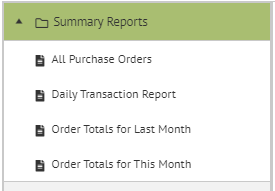 Summary Reports
All Purchase Orders
Daily Transaction Report
Order Totals for Last Month
Order Totals for This Month